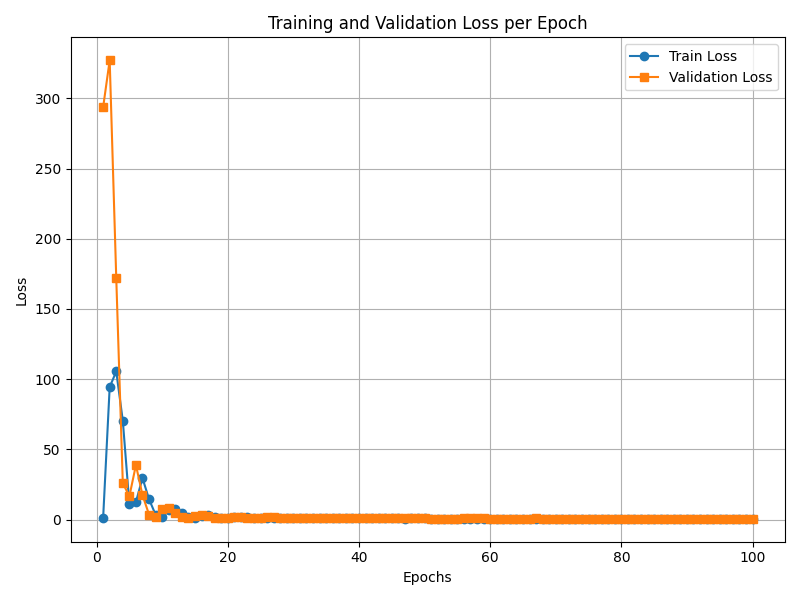 Training and Validation Loss per Epoch
Train Loss
Validation Loss
300
250
200
150
100
50
0
Loss
0 20 40 60 80 100
Epochs